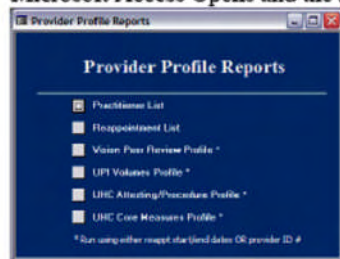 Microsoft Access Opens and the
Provider Profile Reports
Provider Profile Reports
Practitioner List
Reappointment List
Vision Peer Review Profile *
UPI Volumes Profile *
UHC Attesting/Procedure Profile *
UHC Core Measures Profile *
*Run using either reappt start/end dates OR provider ID #